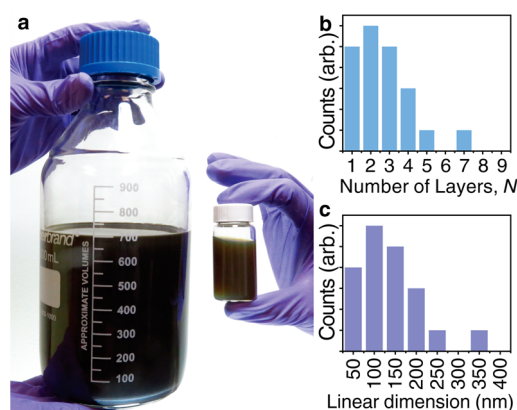 a
900
800
700
600
500
400
300
200
100
APPROXIMATE VOLUMES
b
Counts (arb.)
1 2 3 4 5 6 7 8 9
Number of Layers, N
c
Counts (arb.)
50 100 150 200 250 300 350 400
Linear dimension (nm)